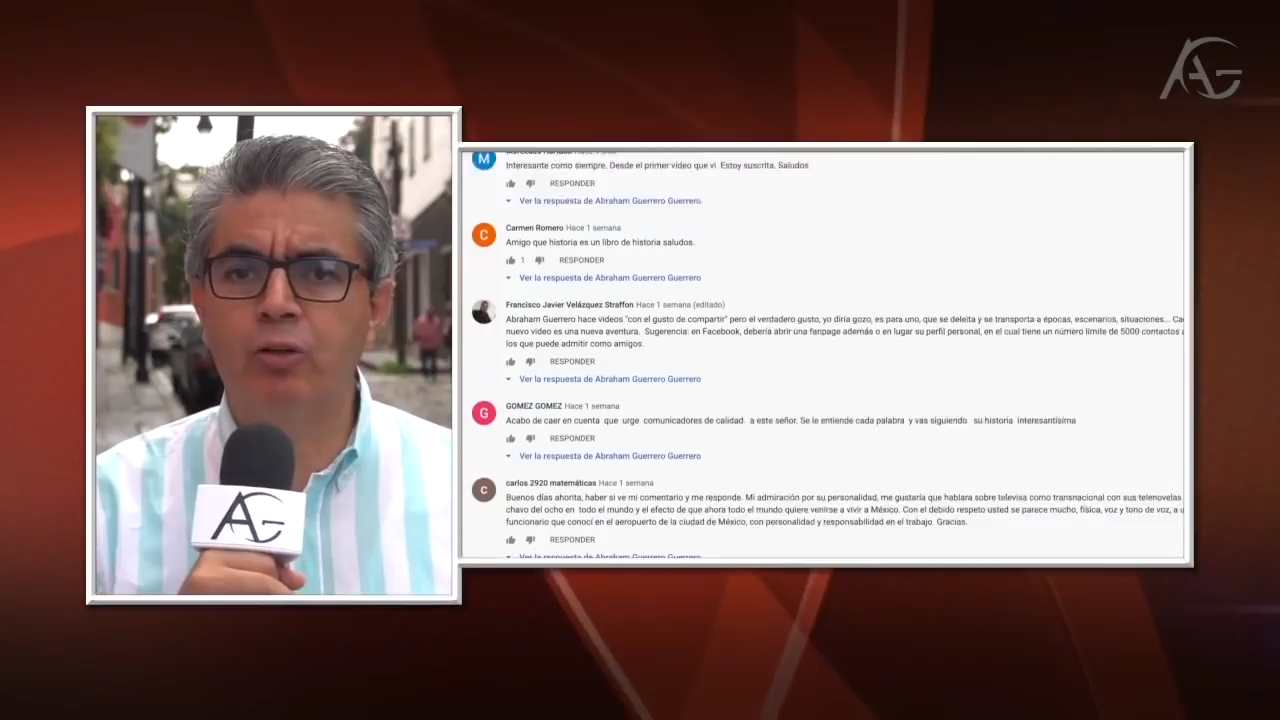 AG
Interesante como siempre. Desde el primer vídeo que vi Estoy suscrita. Saludos
RESPONDER
Ver la respuesta de Abraham Guerrero Guerrero
C
Carmen Romero Hace 1 semana
Amigo que historia es un libro de historia saludos.
1 RESPONDER
Ver la respuesta de Abraham Guerrero Guerrero
Francisco Javier Velázquez Straffon Hace 1 semana (editado)
Abraham Guerrero hace videos "con el gusto de compartir" pero el verdadero gusto, yo diría gozo, es para uno, que se deleita y se transporta a épocas, escenarios, situaciones... Ca
nuevo video es una nueva aventura. Sugerencia: en Facebook, debería abrir una fanpage además o en lugar su perfil personal, en el cual tiene un número límite de 5000 contactos
los que puede admitir como amigos.
RESPONDER
Ver la respuesta de Abraham Guerrero Guerrero
G
GOMEZ GOMEZ Hace 1 semana
Acabo de caer en cuenta que urge comunicadores de calidad a este señor. Se le entiende cada palabra y vas siguiendo su historia interesantísima
RESPONDER
Ver la respuesta de Abraham Guerrero Guerrero
c
carlos 2920 matemáticas Hace 1 semana
Buenos días ahorita, haber si ve mi comentario y me responde. Mi admiración por su personalidad, me gustaría que hablara sobre televisa como transnacional con sus telenovelas
chavo del ocho en todo el mundo y el efecto de que ahora todo el mundo quiere venirse a vivir a México. Con el debido respeto usted se parece mucho, física, voz y tono de voz, a u
funcionario que conocí en el aeropuerto de la ciudad de México, con personalidad y responsabilidad en el trabajo. Gracias.
RESPONDER
Ver la respuesta de Abraham Guerrero Guerrero
M
AG